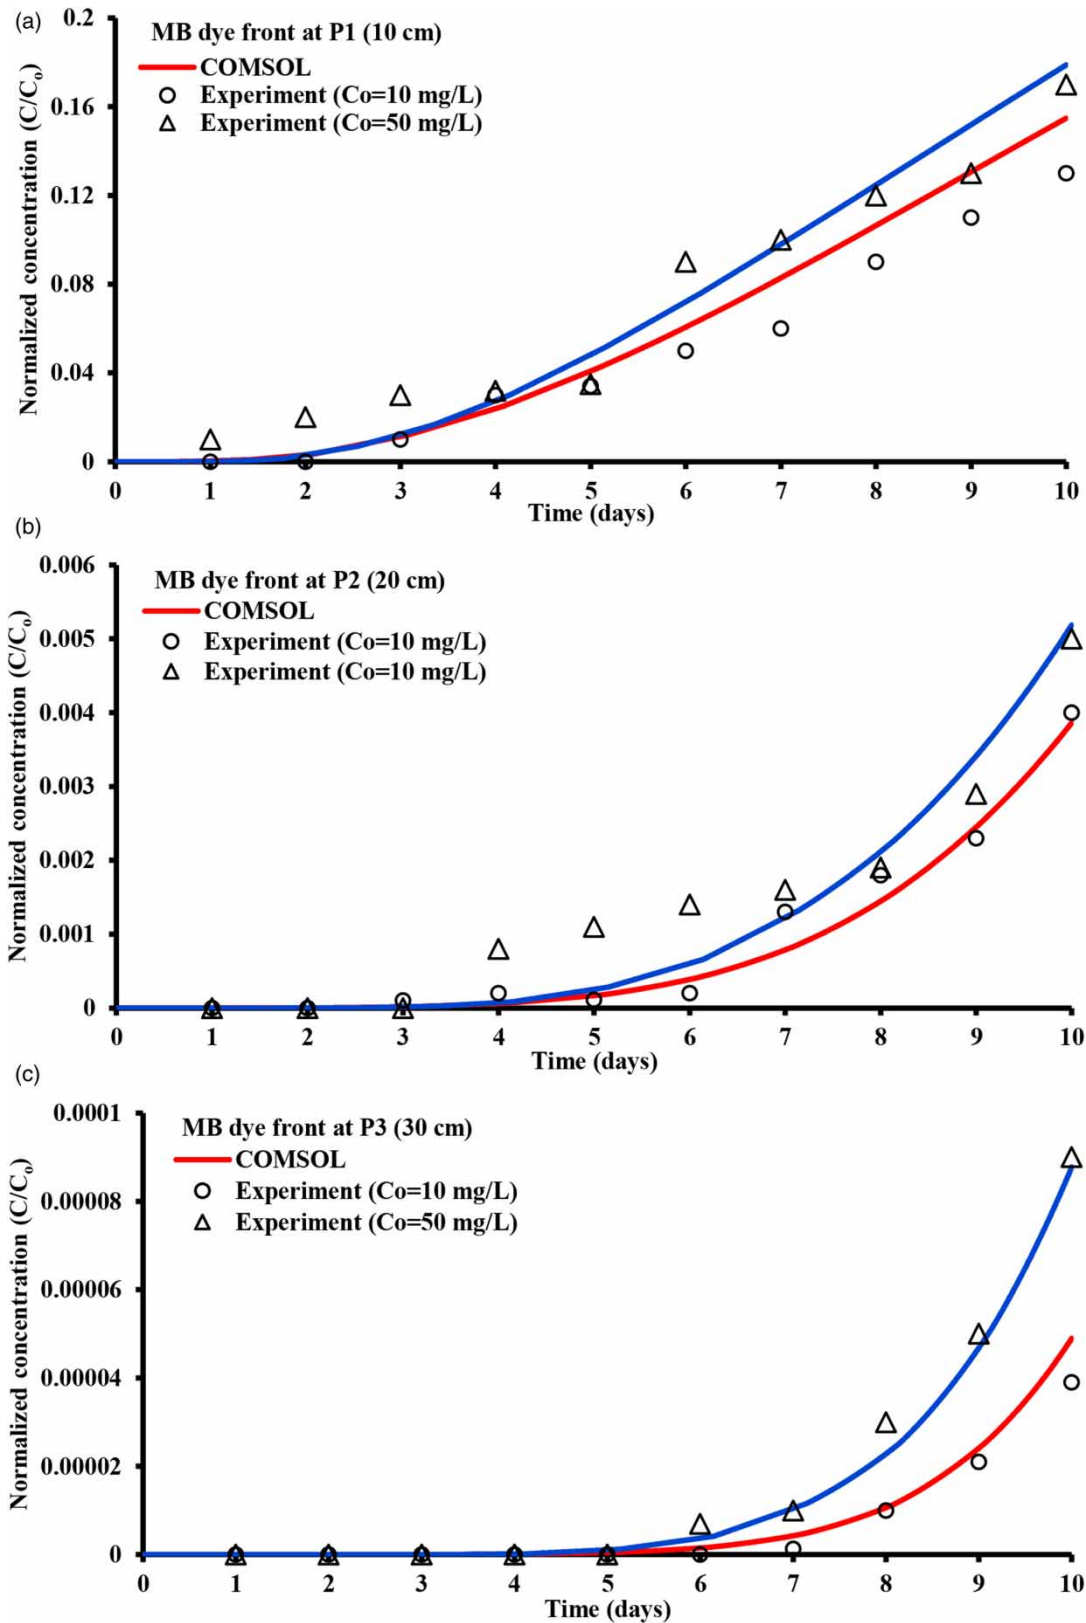 (a)
0.2
0.16
0.12
0.08
0.04
0
Normalized concentration (C/Co)
MB dye front at P1 (10 cm)
COMSOL
Experiment (Co=10 mg/L)
Experiment (Co=50 mg/L)
0 1 2 3 4 5 6 7 8 9 10
Time (days)
(b)
0.006
0.005
0.004
0.003
0.002
0.001
0
Normalized concentration (C/Co)
MB dye front at P2 (20 cm)
COMSOL
Experiment (Co=10 mg/L)
Experiment (Co=10 mg/L)
0 1 2 3 4 5 6 7 8 9 10
Time (days)
(c)
0.0001
0.00008
0.00006
0.00004
0.00002
0
Normalized concentration (C/Co)
MB dye front at P3 (30 cm)
COMSOL
Experiment (Co=10 mg/L)
Experiment (Co=50 mg/L)
0 1 2 3 4 5 6 7 8 9 10
Time (days)